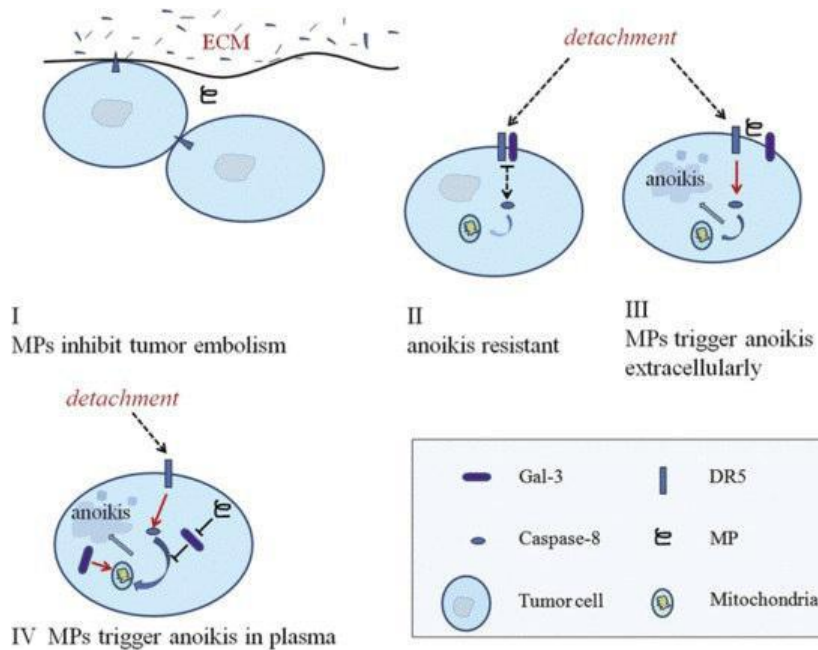 ECM
detachment
anoikis
I
MPs inhibit tumor embolism
II
anoikis resistant
III
MPs trigger anoikis
extracellularly
detachment
anoikis
IV MPs trigger anoikis in plasma
Gal-3
DR5
Caspase-8
MP
Tumor cell
Mitochondria